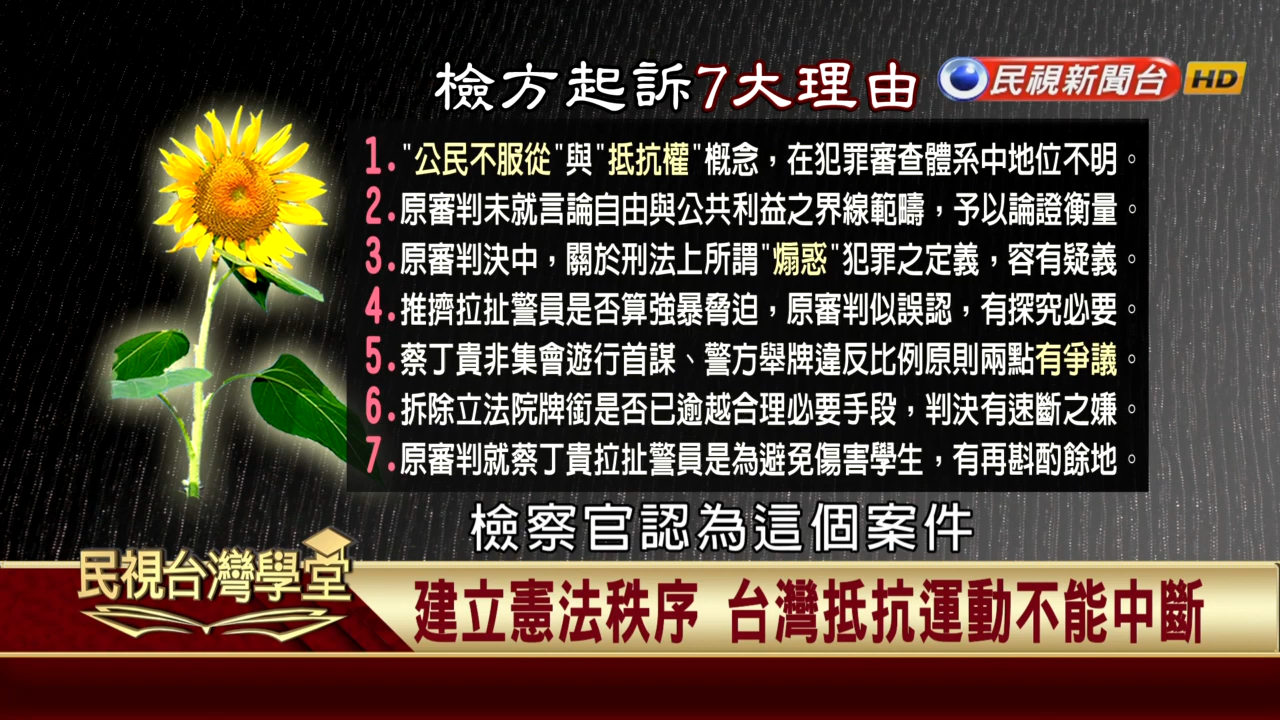 檢方起訴7大理由
民視新聞台 HD
1."公民不服從"與"抵抗權"概念，在犯罪審查體系中地位不明。
2.原審判未就言論自由與公共利益之界線範疇，予以論證衡量。
3.原審判決中，關於刑法上所謂"煽惑"犯罪之定義，容有疑義。
4.推擠拉扯警員是否算強暴脅迫，原審判似誤認，有探究必要。
5.蔡丁貴非集會遊行首謀、警方舉牌違反比例原則兩點有爭議。
6.拆除立法院牌銜是否已逾越合理必要手段，判決有速斷之嫌。
7.原審判就蔡丁貴拉扯警員是為避免傷害學生，有再斟酌餘地。
檢察官認為這個案件
民視台灣學堂
建立憲法秩序 台灣抵抗運動不能中斷